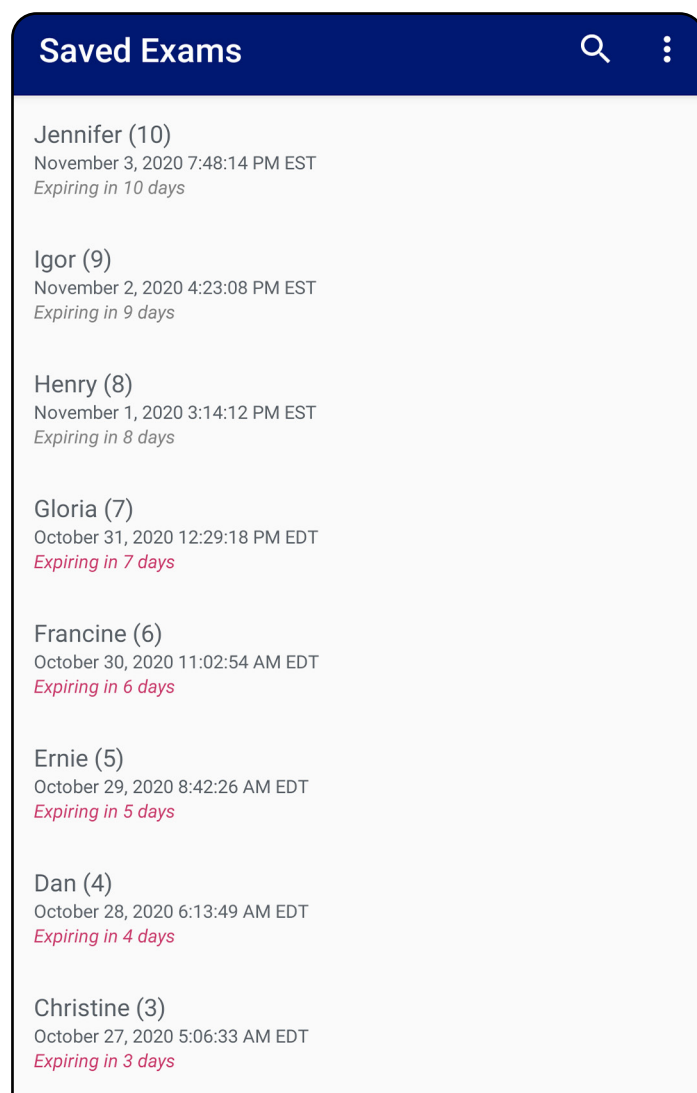 Saved Exams
Jennifer (10)
November 3, 2020 7:48:14 PM EST
Expiring in 10 days
Igor (9)
November 2, 2020 4:23:08 PM EST
Expiring in 9 days
Henry (8)
November 1, 2020 3:14:12 PM EST
Expiring in 8 days
Gloria (7)
October 31, 2020 12:29:18 PM EDT
Expiring in 7 days
Francine (6)
October 30, 2020 11:02:54 AM EDT
Expiring in 6 days
Ernie (5)
October 29, 2020 8:42:26 AM EDT
Expiring in 5 days
Dan (4)
October 28, 2020 6:13:49 AM EDT
Expiring in 4 days
Christine (3)
October 27, 2020 5:06:33 AM EDT
Expiring in 3 days